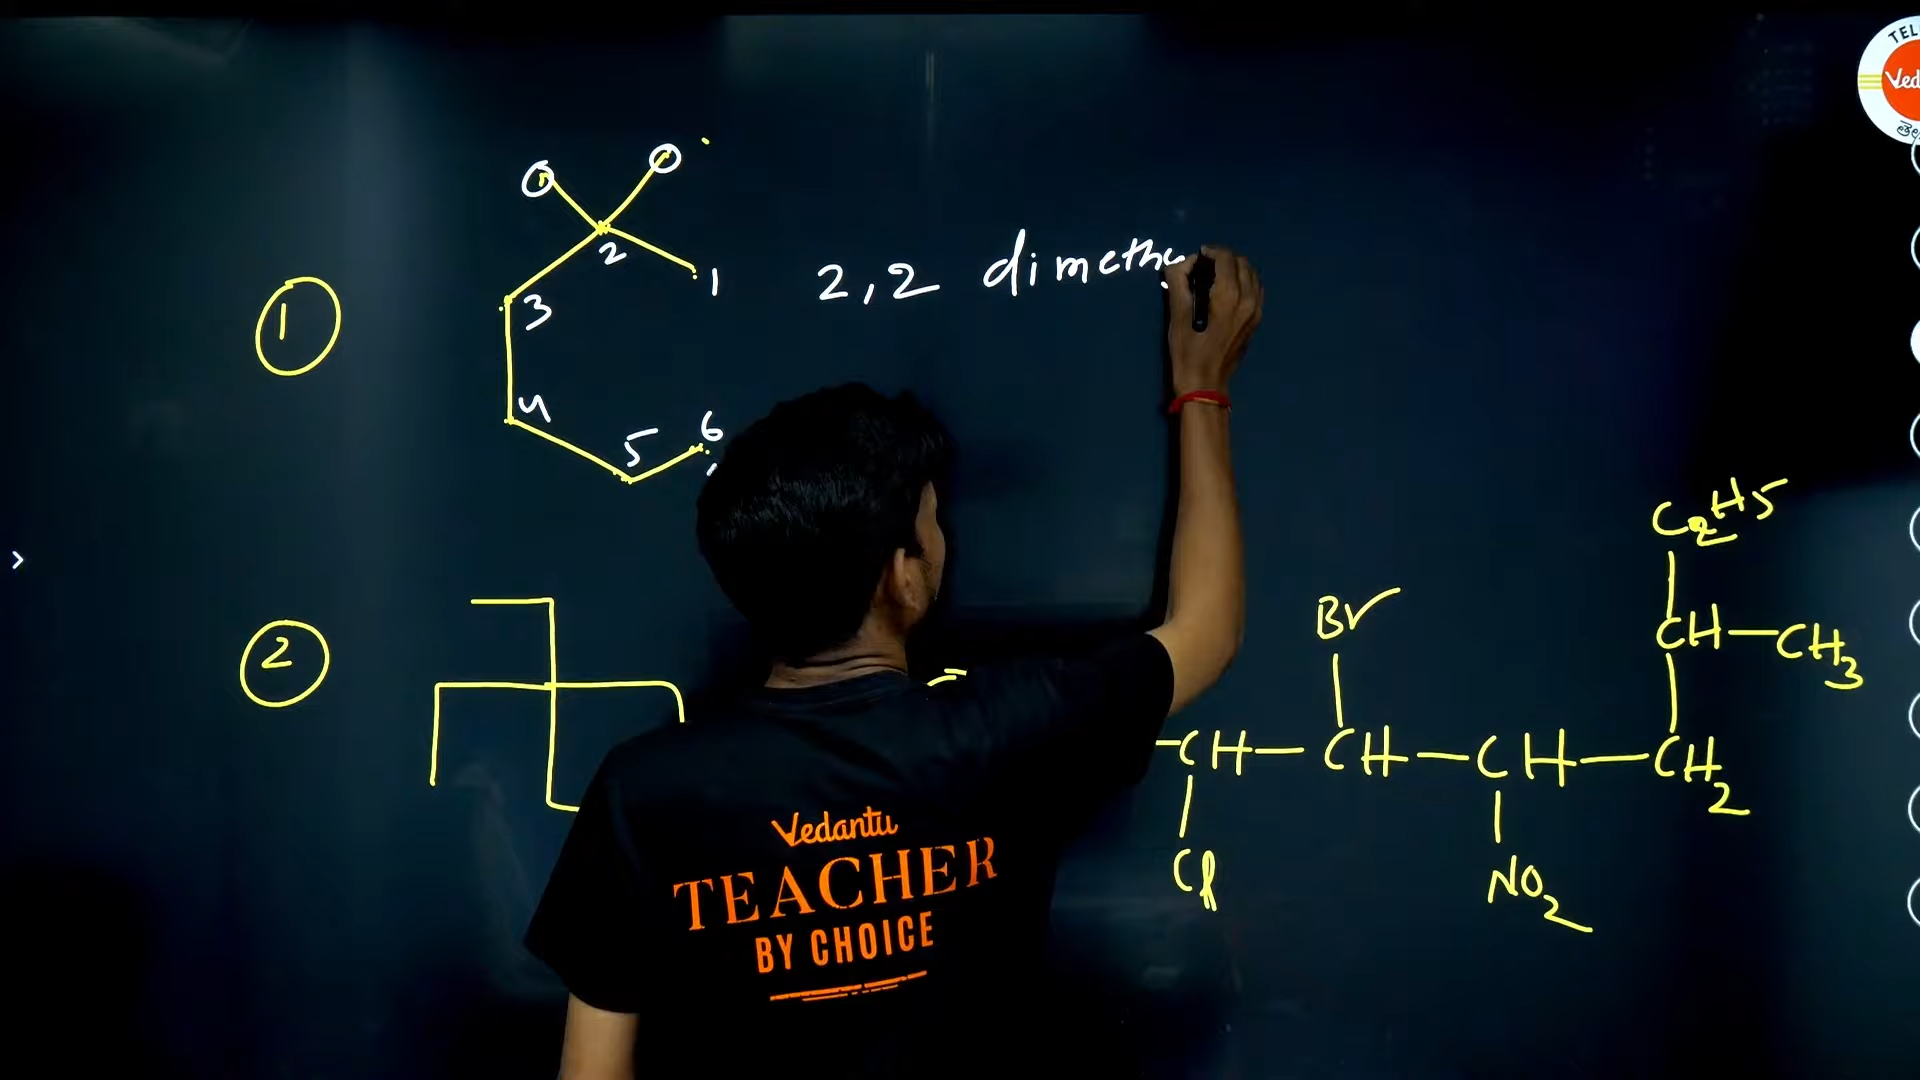 TEL
Ved
తెల
1
2
1
3
4
5
6
2,2 dimethy
2
C2H5
CH—CH3
Br
—CH—CH—CH—CH2
Cl
NO2
Vedantu
TEACHER
BY CHOICE